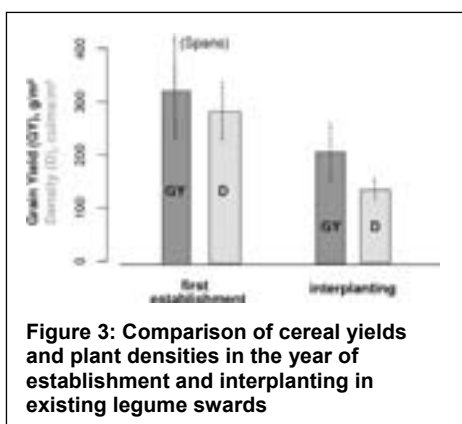 400
(Spans)
300
200
100
0
Grain Yield (GY), g/m²
Density (D), culms/m²
GY
D
GY
D
first
establishment
interplanting
Figure 3: Comparison of cereal yields
and plant densities in the year of
establishment and interplanting in
existing legume swards